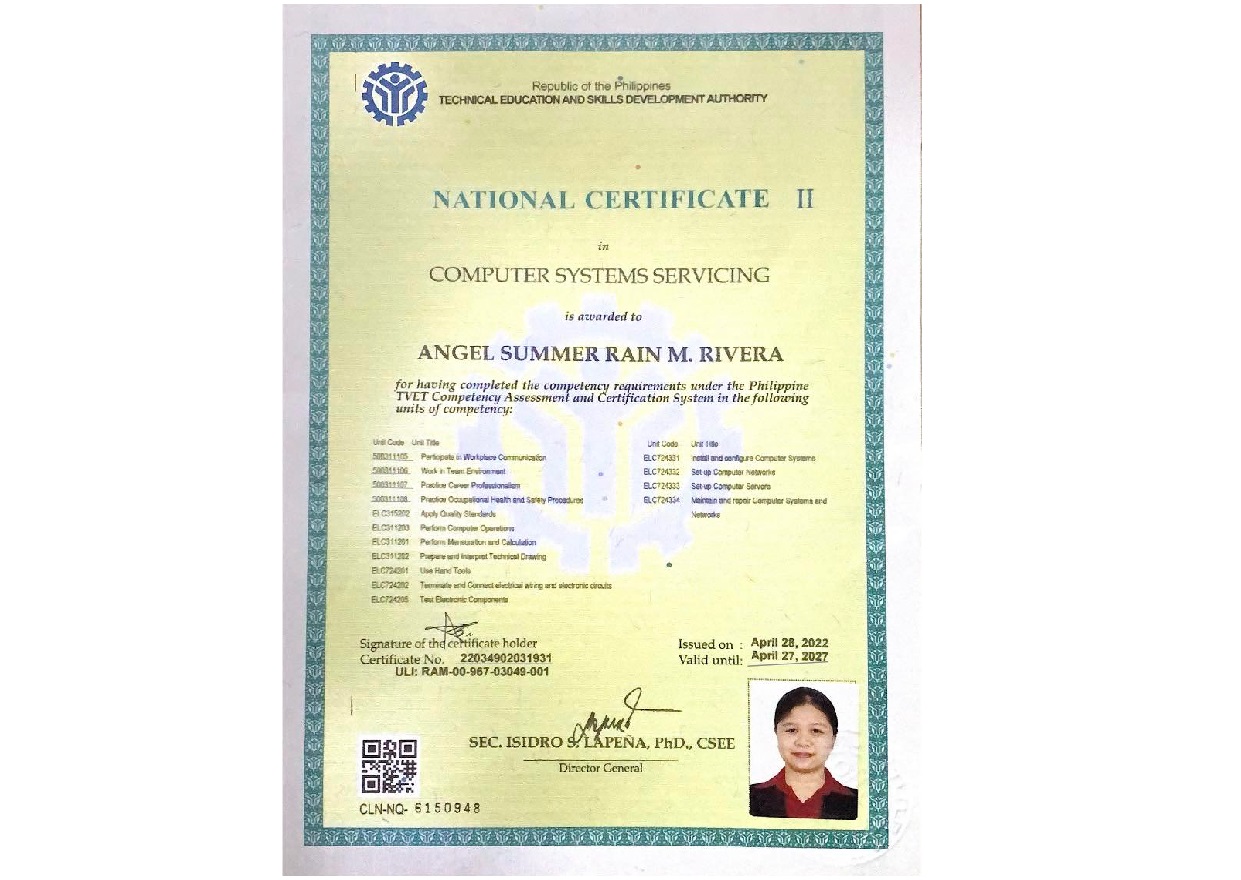 Republic of the Philippines
TECHNICAL EDUCATION AND SKILLS DEVELOPMENT AUTHORITY
NATIONAL CERTIFICATE II
in
COMPUTER SYSTEMS SERVICING
is awarded to
ANGEL SUMMER RAIN M. RIVERA
for having completed the competency requirements under the Philippine
TVET Competency Assessment and Certification System in the following
units of competency:
Unit Code Unit Title
500311105 Participate in Workplace Communication
500311106 Work in Team Environment
500311107 Practice Career Professionalism
500311108 Practice Occupational Health and Safety Procedures
ELC315202 Apply Quality Standards
ELC311203 Perform Computer Operations
ELC311201 Perform Mensuration and Calculation
ELC311202 Prepare and Interpret Technical Drawing
ELC724201 Use Hand Tools
ELC724202 Terminate and Connect electrical wiring and electronic circuits
ELC724205 Test Electronic Components
Unit Code Unit Title
ELC724331 Install and configure Computer Systems
ELC724332 Set-up Computer Networks
ELC724333 Set-up Computer Servers
ELC724334 Maintain and repair Computer Systems and
Networks
Signature of the certificate holder
Certificate No. 22034902031931
ULI: RAM-00-967-03049-001
Issued on : April 28, 2022
Valid until: April 27, 2027
SEC. ISIDRO S. LAPEÑA, PhD., CSEE
Director General
CLN-NQ- 5150948